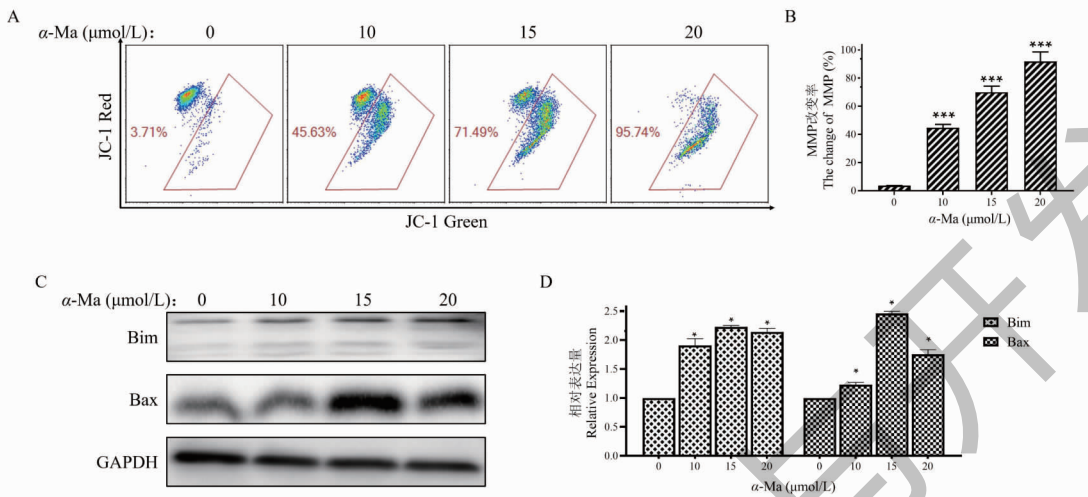 A
α-Ma (μmol/L): 0 10 15 20
JC-1 Red
3.71%
45.63%
71.49%
95.74%
JC-1 Green
B
MMP改变率
The change of MMP (%)
100
80
60
40
20
0
***
***
***
0 10 15 20
α-Ma (μmol/L)
C
α-Ma (μmol/L): 0 10 15 20
Bim
Bax
GAPDH
D
相对表达量
Relative Expression
2.5
2.0
1.5
1.0
0.0
*
*
*
*
*
*
Bim
Bax
0 10 15 20 0 10 15 20
α-Ma (μmol/L)